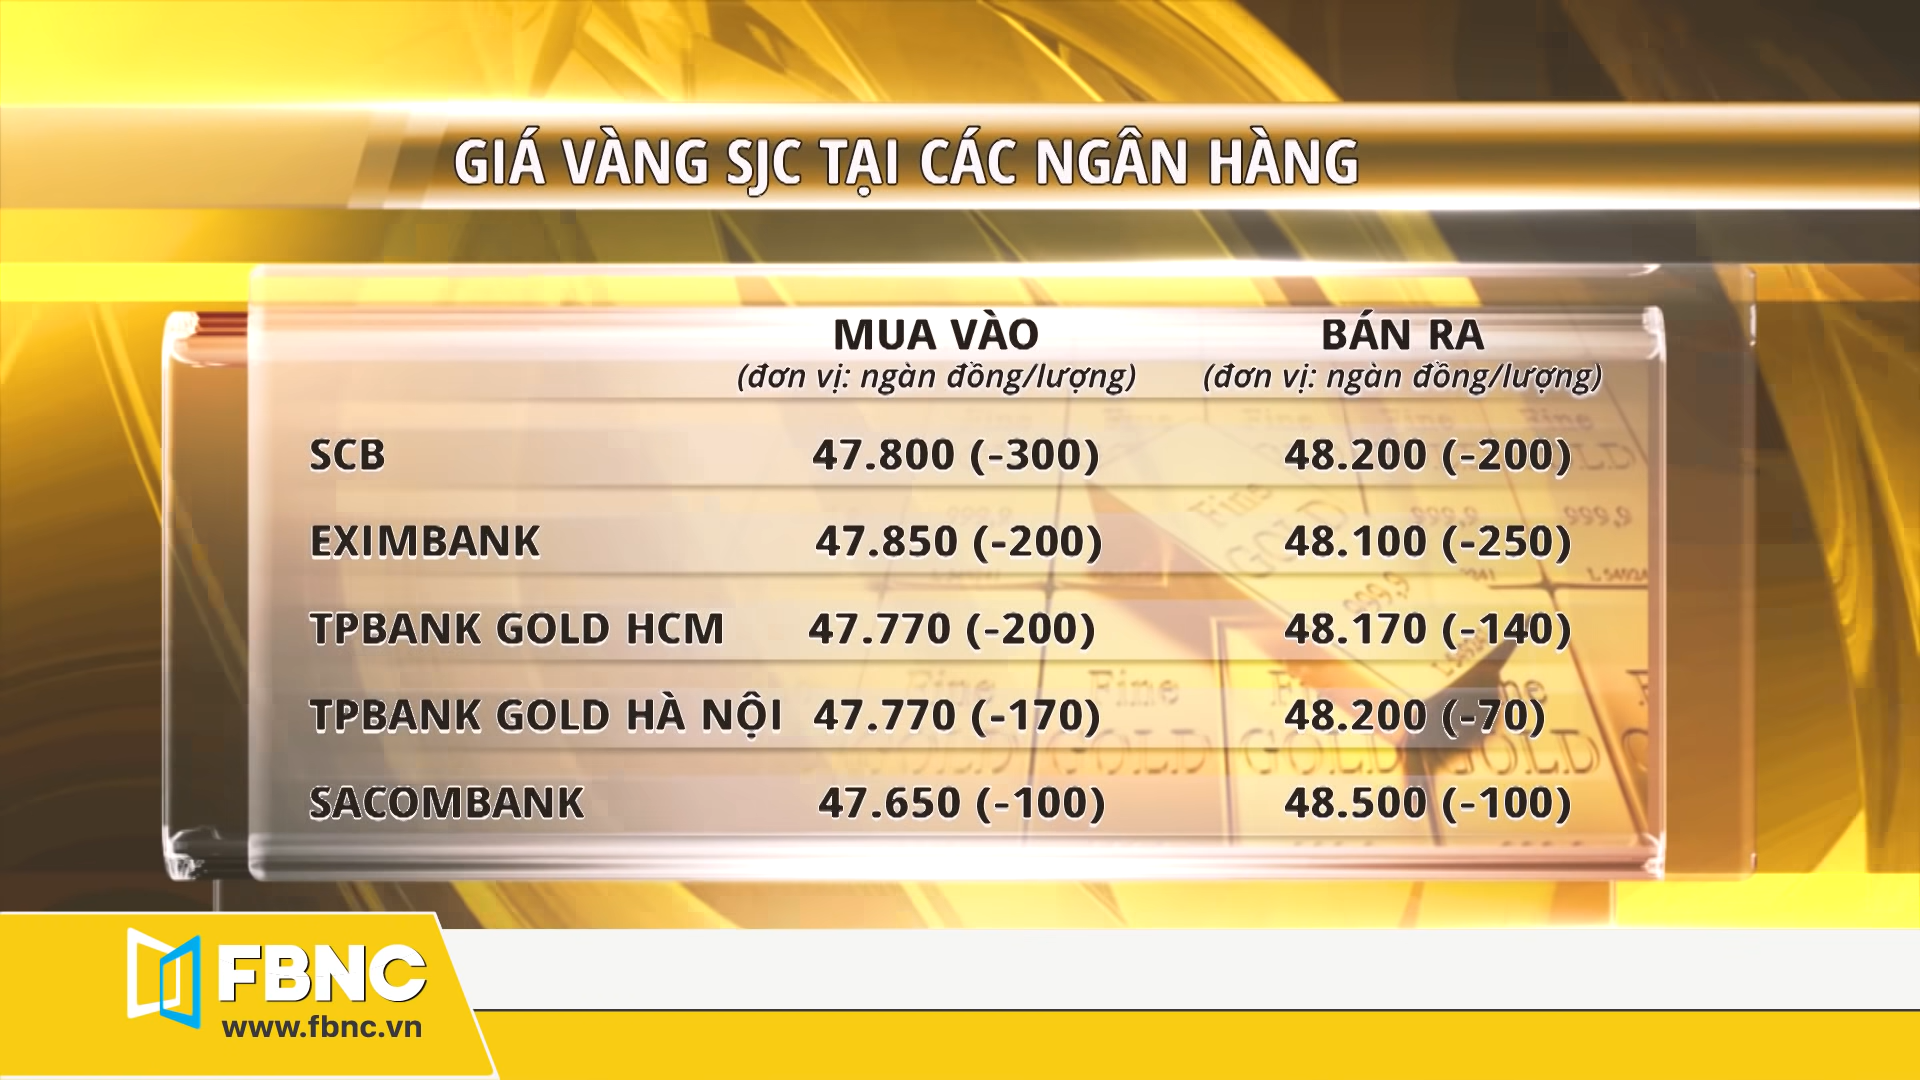 GIÁ VÀNG SJC TẠI CÁC NGÂN HÀNG
MUA VÀO BÁN RA
(đơn vị: ngàn đồng/lượng) (đơn vị: ngàn đồng/lượng)
SCB 47.800 (-300) 48.200 (-200)
EXIMBANK 47.850 (-200) 48.100 (-250)
TPBANK GOLD HCM 47.770 (-200) 48.170 (-140)
TPBANK GOLD HÀ NỘI 47.770 (-170) 48.200 (-70)
SACOMBANK 47.650 (-100) 48.500 (-100)
FBNC
www.fbnc.vn